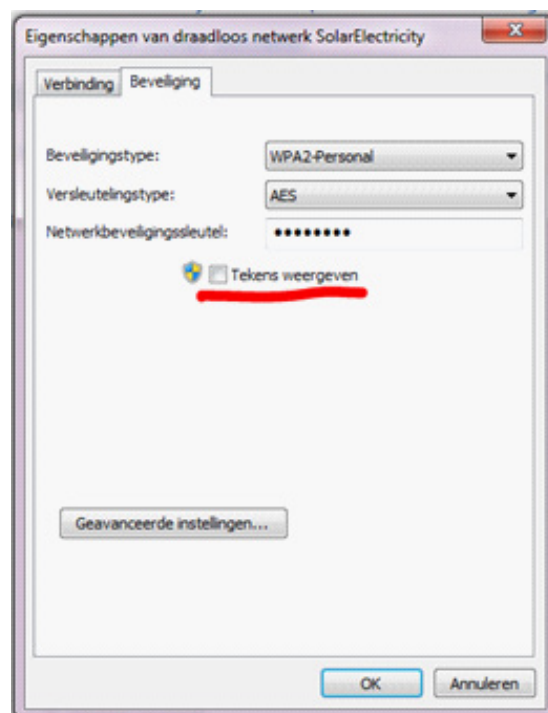 Eigenschappen van draadloos netwerk SolarElectricity
Verbinding Beveiliging
Beveiligingstype: WPA2-Personal
Versleutelingstype: AES
Netwerkbeveiligingssleutel: ••••••••
Tekens weergeven
Geavanceerde instellingen...
OK Annuleren